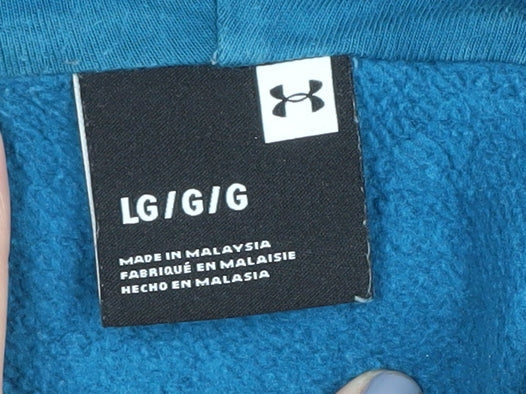 LG/G/G
MADE IN MALAYSIA
FABRIQUÉ EN MALAISIE
HECHO EN MALASIA